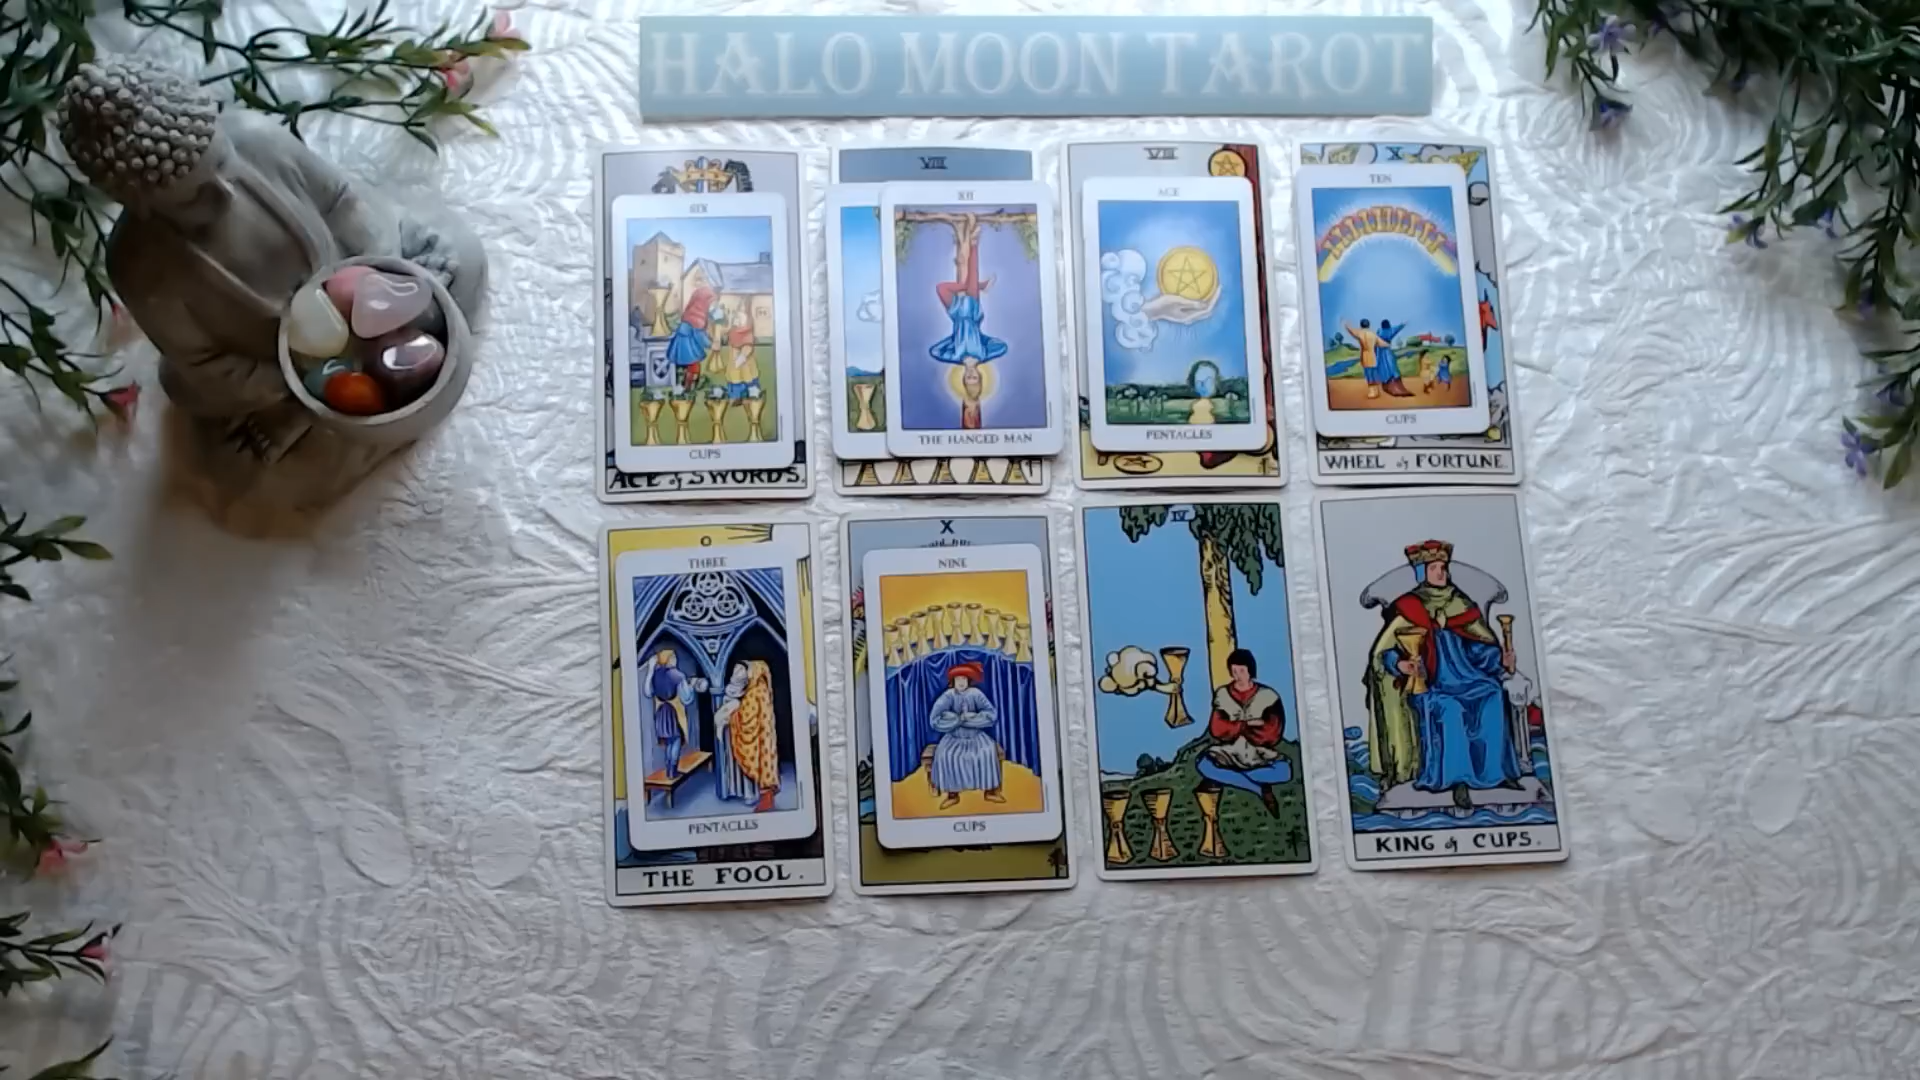 HALO MOON TAROT
SIX
CUPS
ACE of SWORDS.
VIII
XII
THE HANGED MAN
VIII
ACE
PENTACLES
X
TEN
CUPS
WHEEL of FORTUNE.
0
THREE
PENTACLES
THE FOOL.
X
NINE
CUPS
IV
KING of CUPS.